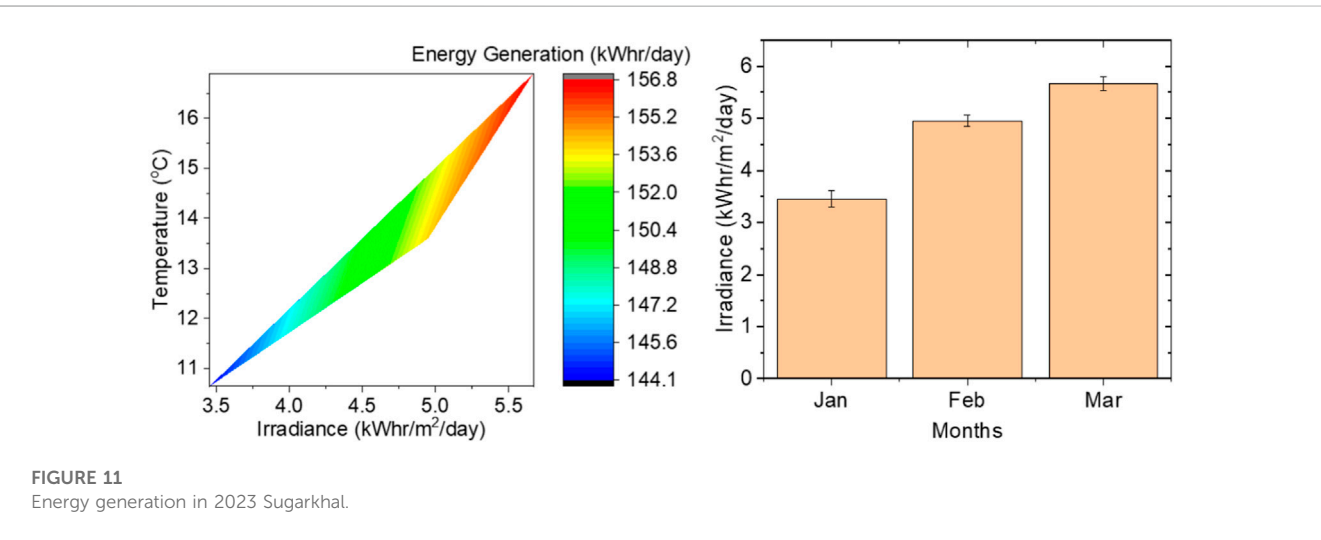 Energy Generation (kWhr/day)
Temperature (°C)
16
15
14
13
12
11
3.5 4.0 4.5 5.0 5.5
Irradiance (kWhr/m²/day)
156.8
155.2
153.6
152.0
150.4
148.8
147.2
145.6
144.1
Irradiance (kWhr/m²/day)
6
5
4
3
2
1
0
Jan Feb Mar
Months
FIGURE 11
Energy generation in 2023 Sugarkhal.